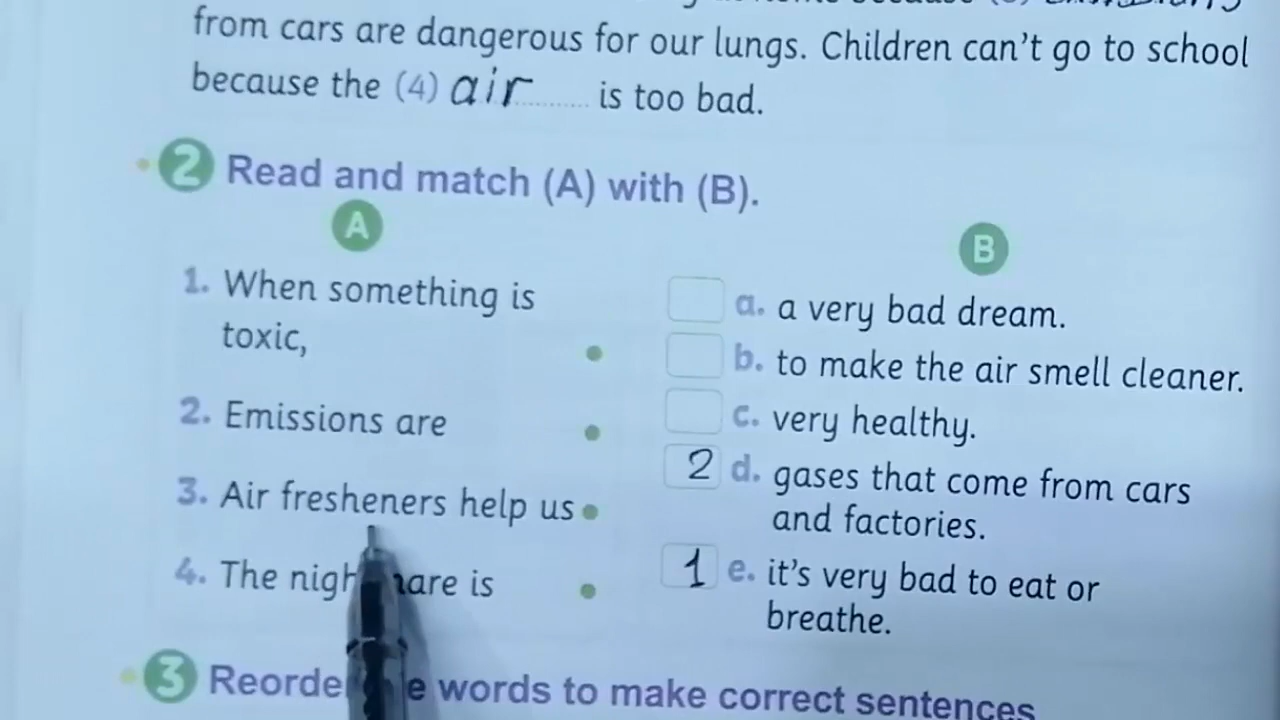 from cars are dangerous for our lungs. Children can't go to school
because the (4) air is too bad.
2 Read and match (A) with (B).
A
B
1. When something is
toxic,
2. Emissions are
3. Air fresheners help us
4. The nightmare is
a. a very bad dream.
b. to make the air smell cleaner.
c. very healthy.
2 d. gases that come from cars
and factories.
1 e. it's very bad to eat or
breathe.
3 Reorder the words to make correct sentences